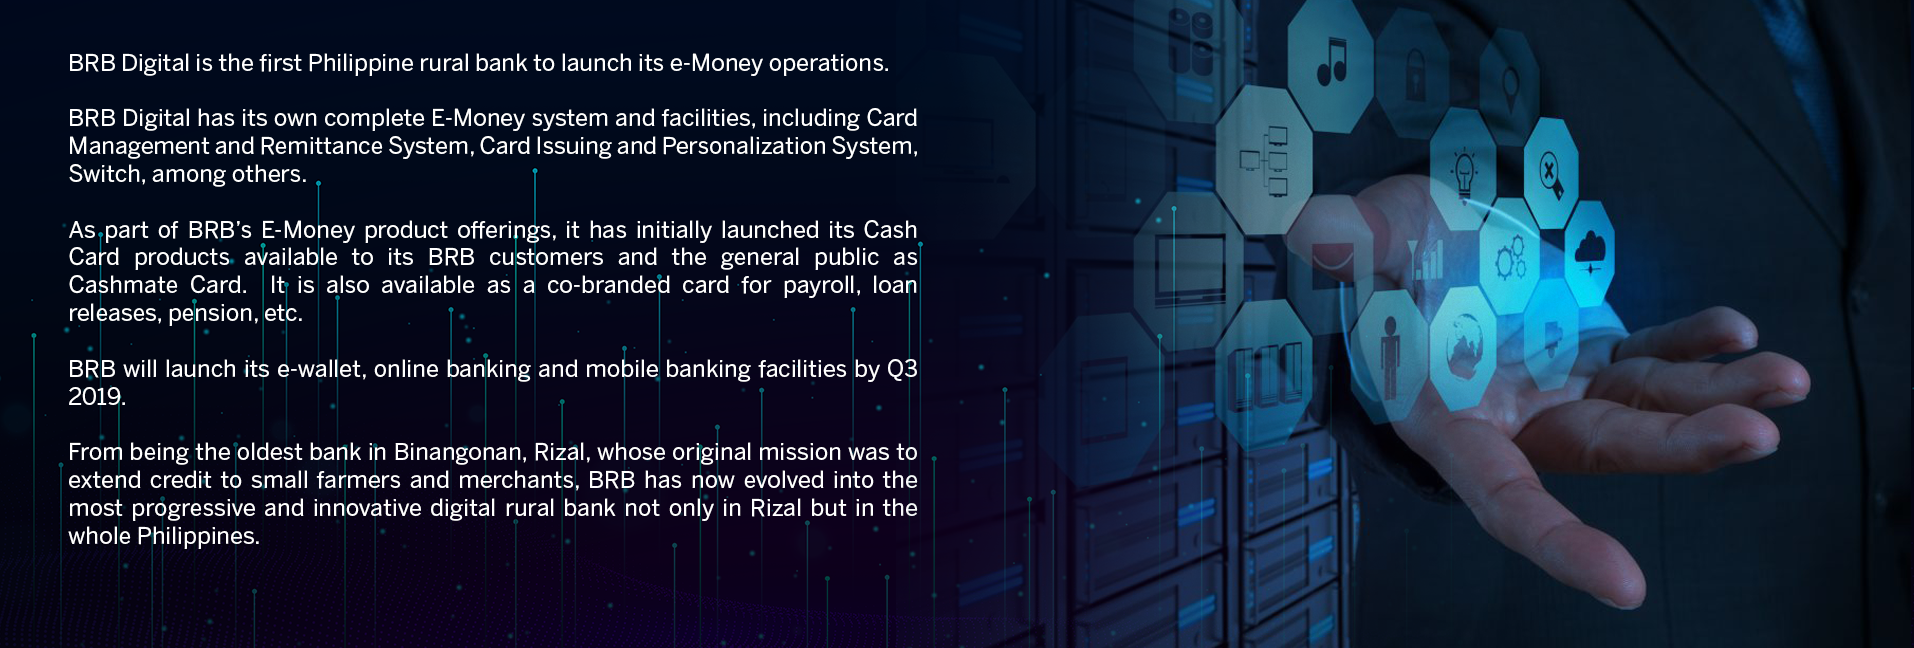 BRB Digital is the first Philippine rural bank to launch its e-Money operations.
BRB Digital has its own complete E-Money system and facilities, including Card
Management and Remittance System, Card Issuing and Personalization System,
Switch, among others.
As part of BRB’s E-Money product offerings, it has initially launched its Cash
Card products available to its BRB customers and the general public as
Cashmate Card. It is also available as a co-branded card for payroll, loan
releases, pension, etc.
BRB will launch its e-wallet, online banking and mobile banking facilities by Q3
2019.
From being the oldest bank in Binangonan, Rizal, whose original mission was to
extend credit to small farmers and merchants, BRB has now evolved into the
most progressive and innovative digital rural bank not only in Rizal but in the
whole Philippines.